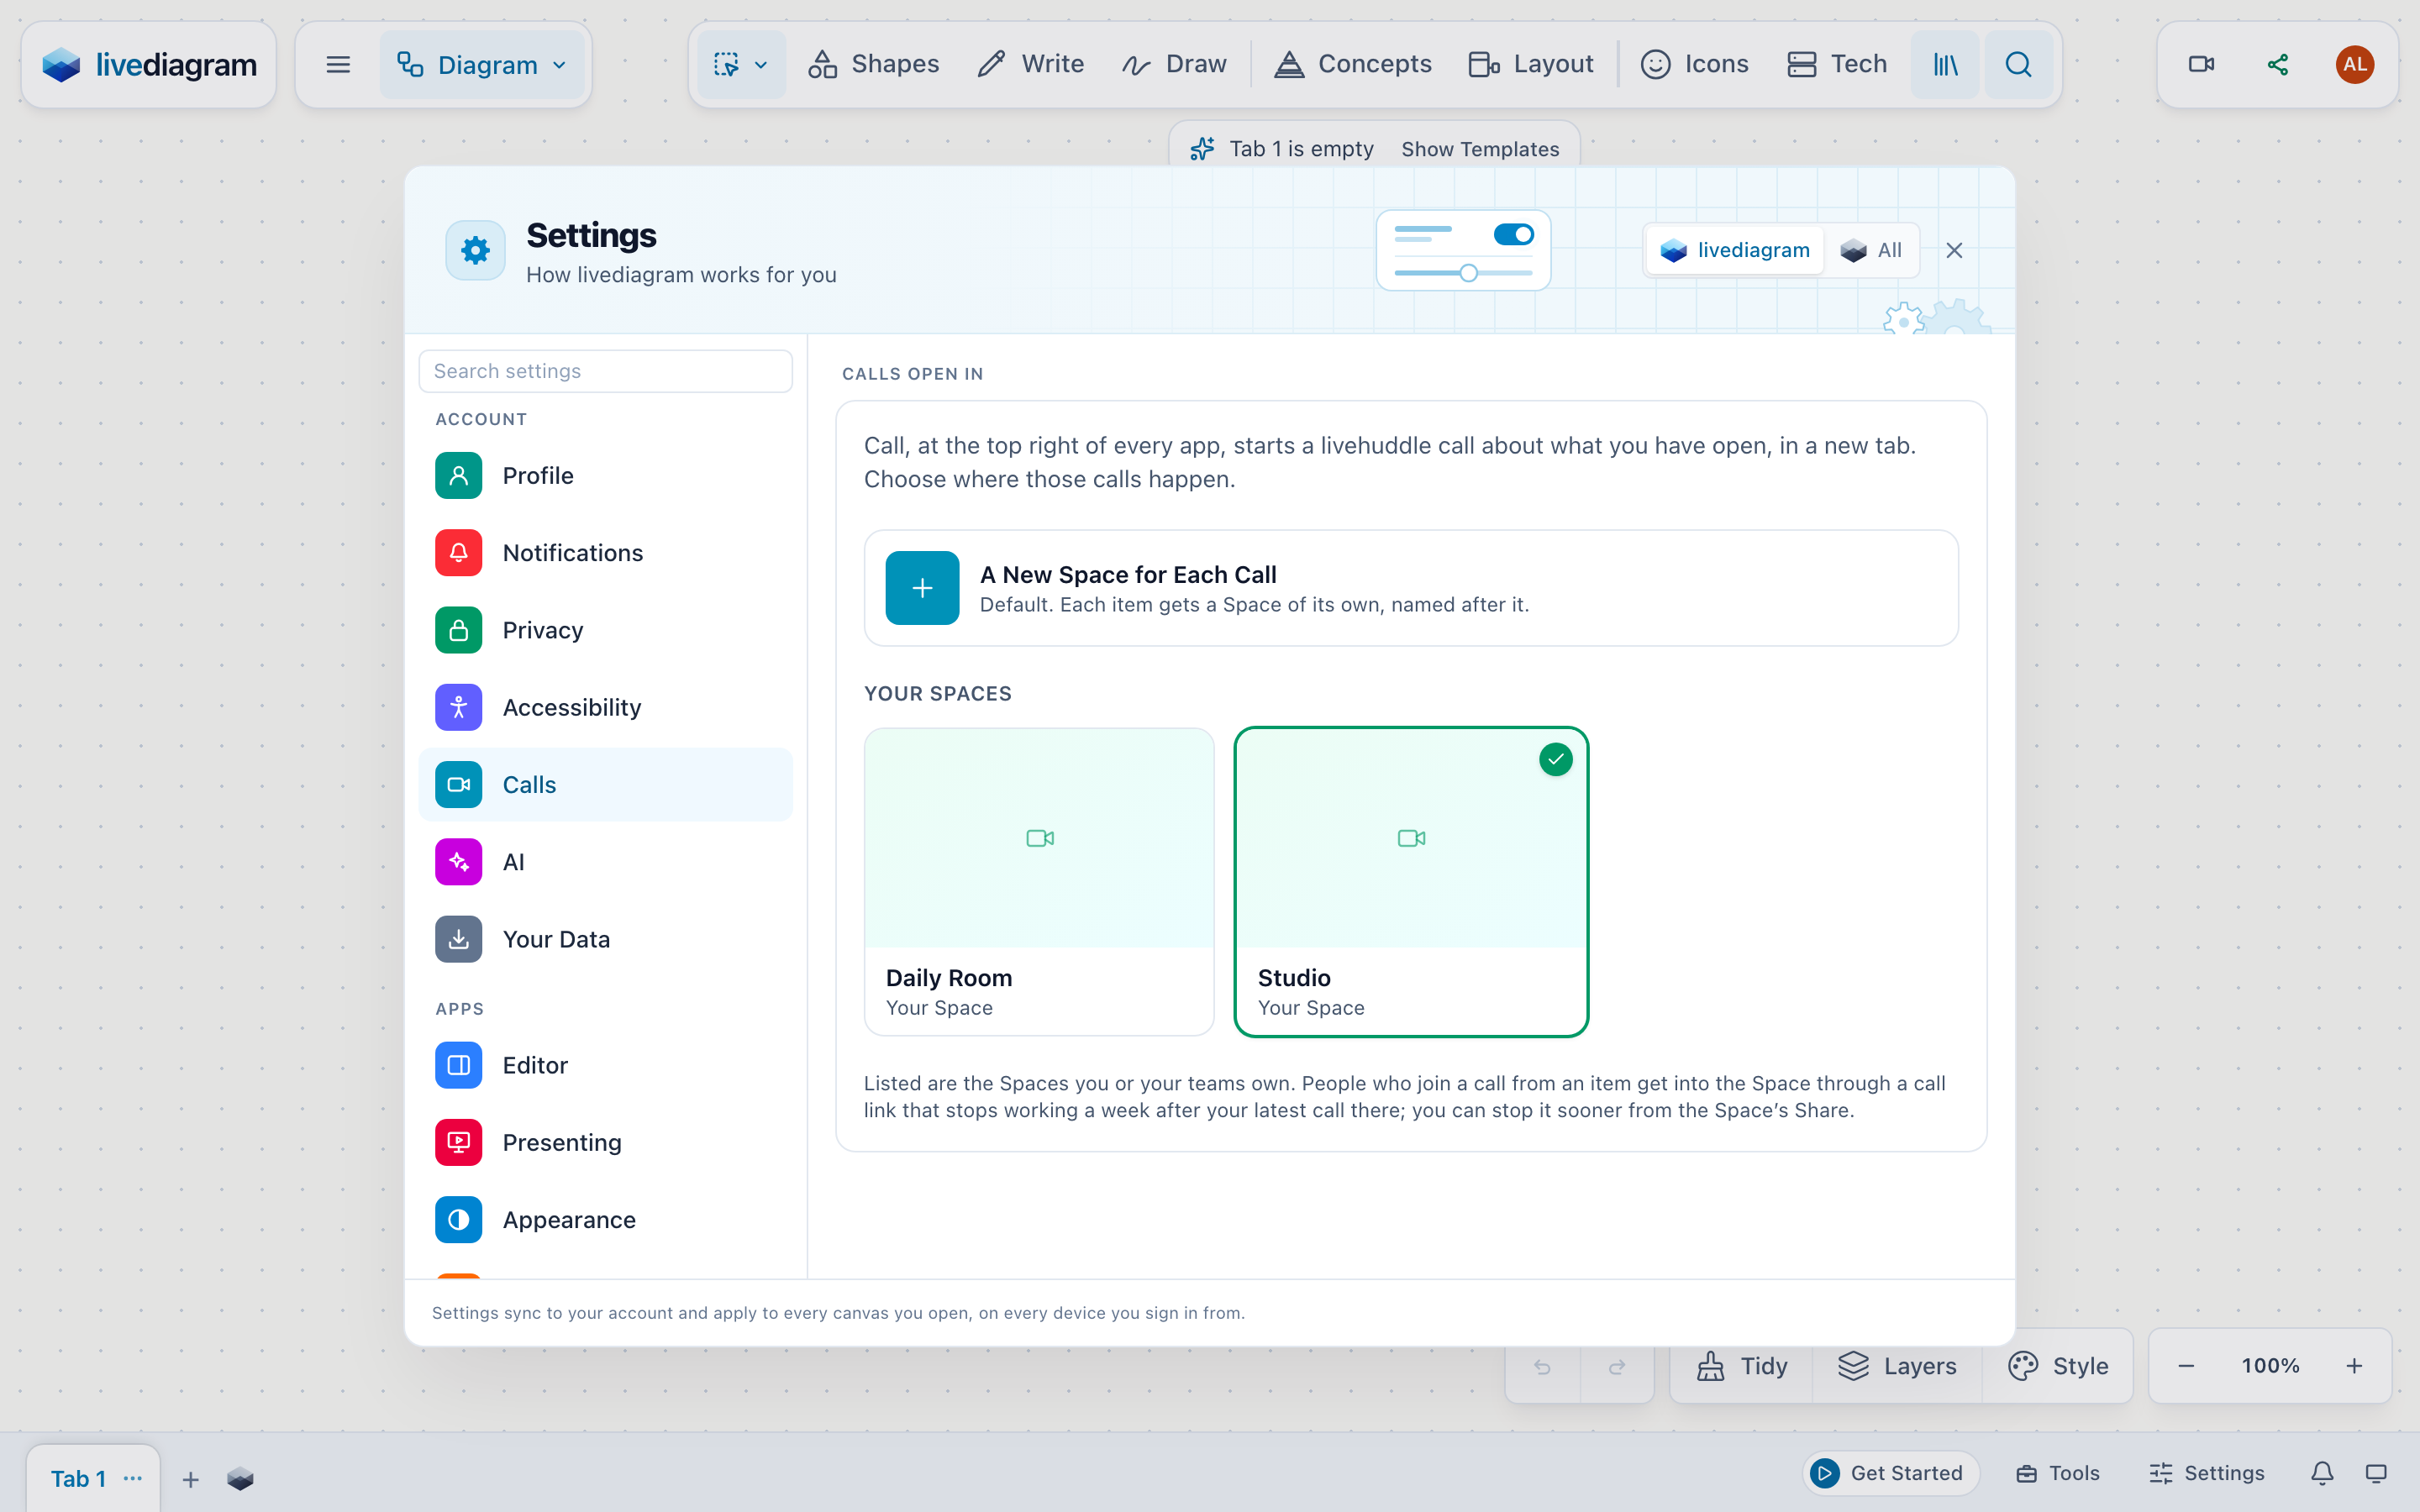 livediagram
Diagram
Shapes
Write
Draw
Concepts
Layout
Icons
Tech
AL
Tab 1 is empty
Show Templates
Settings
How livediagram works for you
livediagram
All
Search settings
ACCOUNT
Profile
Notifications
Privacy
Accessibility
Calls
AI
Your Data
APPS
Editor
Presenting
Appearance
CALLS OPEN IN
Call, at the top right of every app, starts a livehuddle call about what you have open, in a new tab.
Choose where those calls happen.
A New Space for Each Call
Default. Each item gets a Space of its own, named after it.
YOUR SPACES
Daily Room
Your Space
Studio
Your Space
Listed are the Spaces you or your teams own. People who join a call from an item get into the Space through a call
link that stops working a week after your latest call there; you can stop it sooner from the Space’s Share.
Settings sync to your account and apply to every canvas you open, on every device you sign in from.
Tidy
Layers
Style
100%
Tab 1
Get Started
Tools
Settings